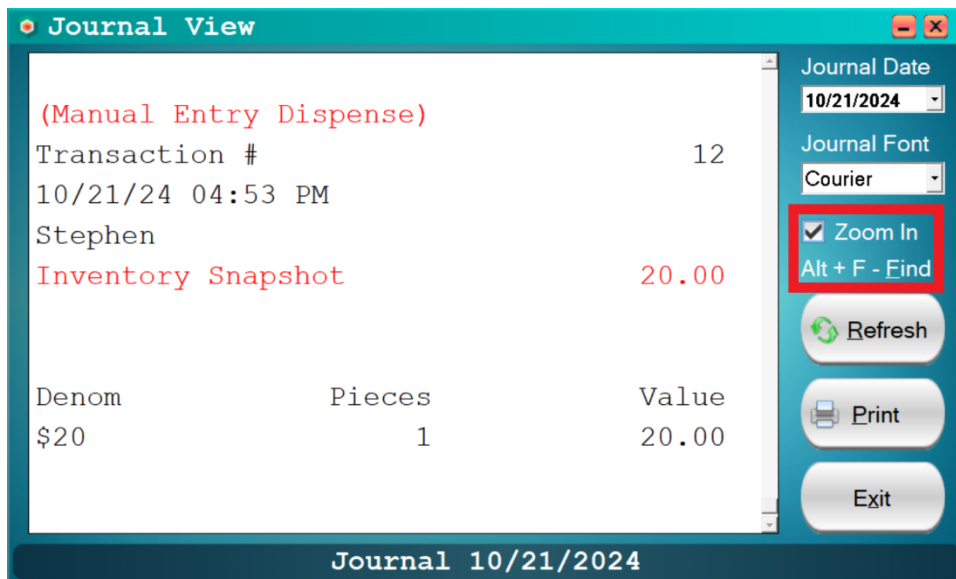 Journal View
(Manual Entry Dispense)
Transaction # 12
10/21/24 04:53 PM
Stephen
Inventory Snapshot 20.00
Denom Pieces Value
$20 1 20.00
Journal Date
10/21/2024
Journal Font
Courier
Zoom In
Alt + F - Find
Refresh
Print
Exit
Journal 10/21/2024